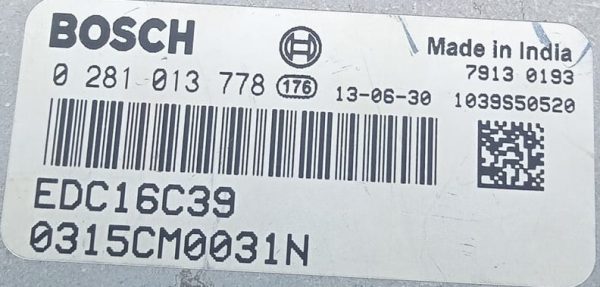 BOSCH
Made in India
7913 0193
0 281 013 778 176 13-06-30 1039S50520
EDC16C39
0315CM0031N